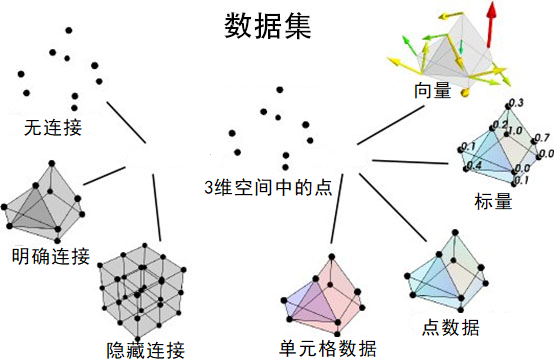 数据集
无连接
明确连接
隐藏连接
3维空间中的点
向量
0.3
0.2
1.0
0.7
0.1
0.0
0.4
0.0
0.1
标量
点数据
单元格数据